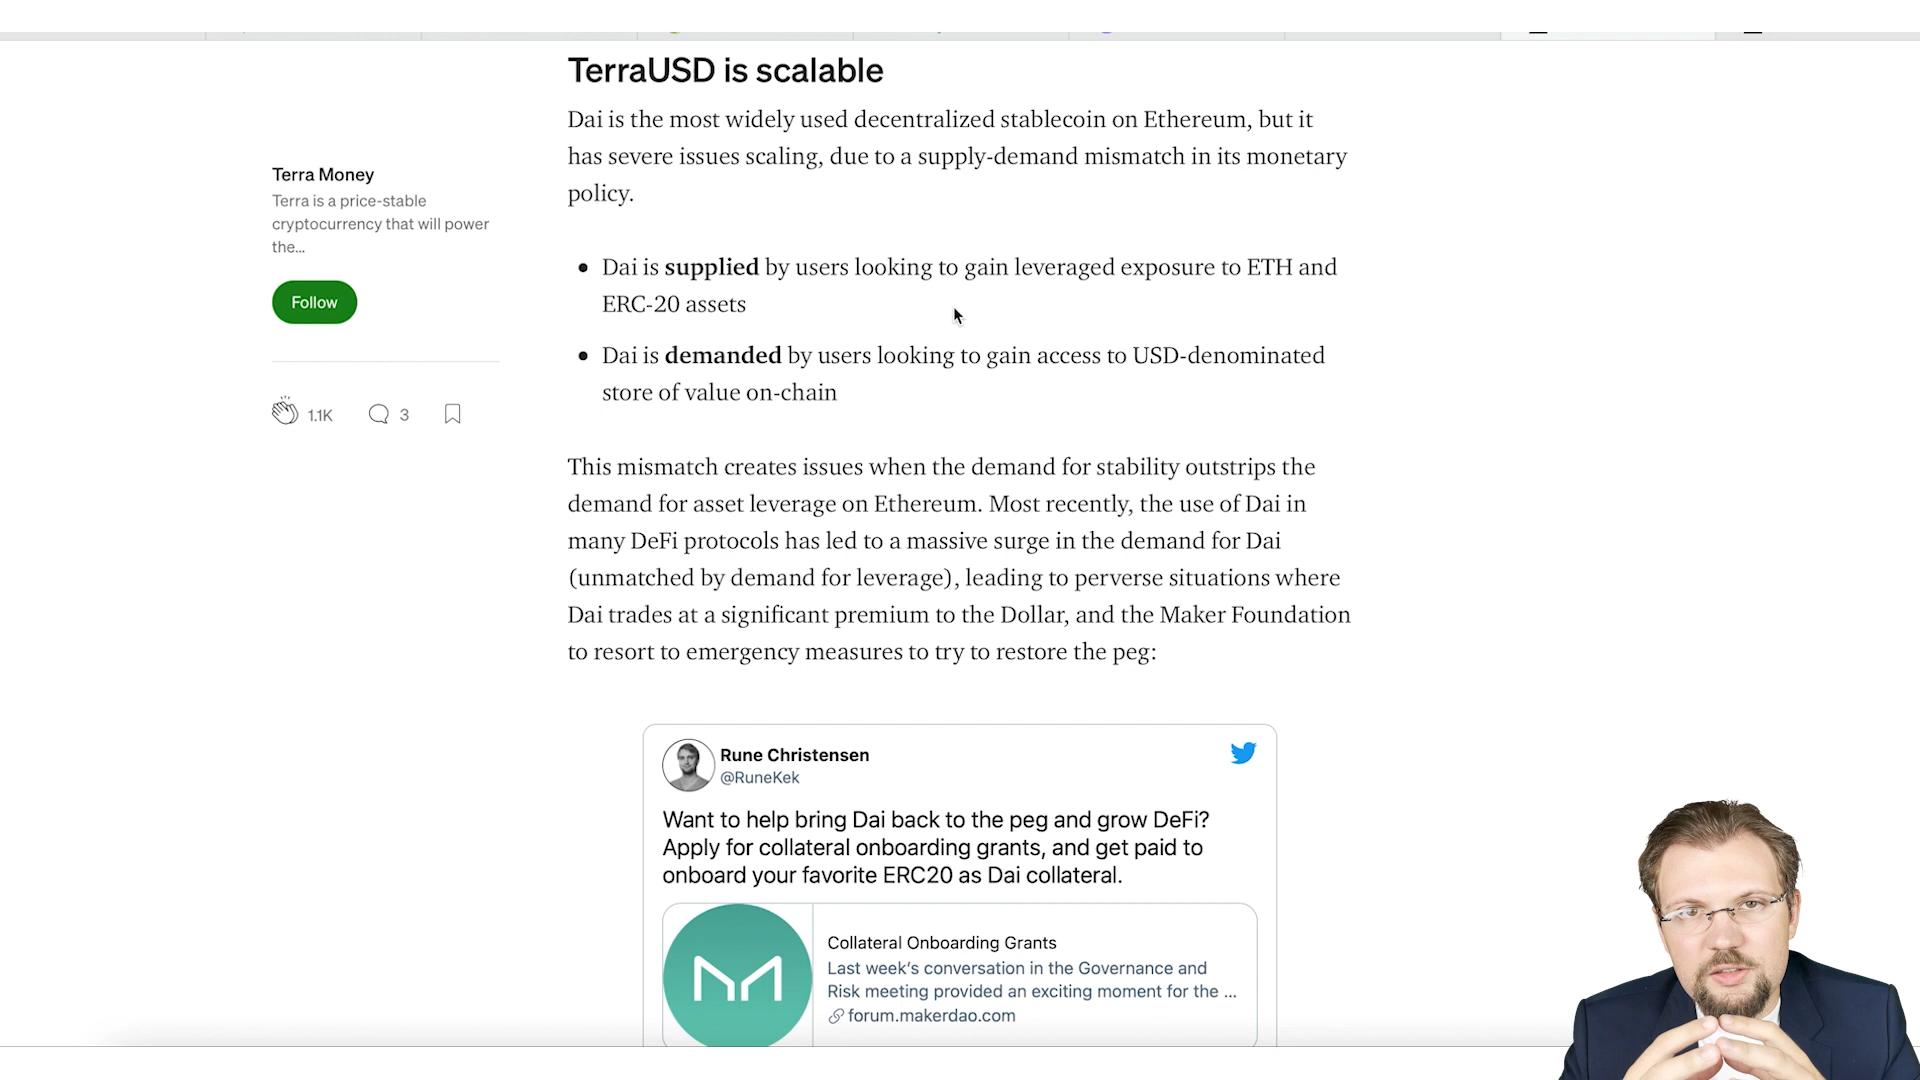 TerraUSD is scalable
Dai is the most widely used decentralized stablecoin on Ethereum, but it
has severe issues scaling, due to a supply-demand mismatch in its monetary
policy.
Terra Money
Terra is a price-stable
cryptocurrency that will power
the...
Follow
1.1K
3
Dai is supplied by users looking to gain leveraged exposure to ETH and
ERC-20 assets
Dai is demanded by users looking to gain access to USD-denominated
store of value on-chain
This mismatch creates issues when the demand for stability outstrips the
demand for asset leverage on Ethereum. Most recently, the use of Dai in
many DeFi protocols has led to a massive surge in the demand for Dai
(unmatched by demand for leverage), leading to perverse situations where
Dai trades at a significant premium to the Dollar, and the Maker Foundation
to resort to emergency measures to try to restore the peg:
Rune Christensen
@RuneKek
Want to help bring Dai back to the peg and grow DeFi?
Apply for collateral onboarding grants, and get paid to
onboard your favorite ERC20 as Dai collateral.
Collateral Onboarding Grants
Last week's conversation in the Governance and
Risk meeting provided an exciting moment for the ...
forum.makerdao.com